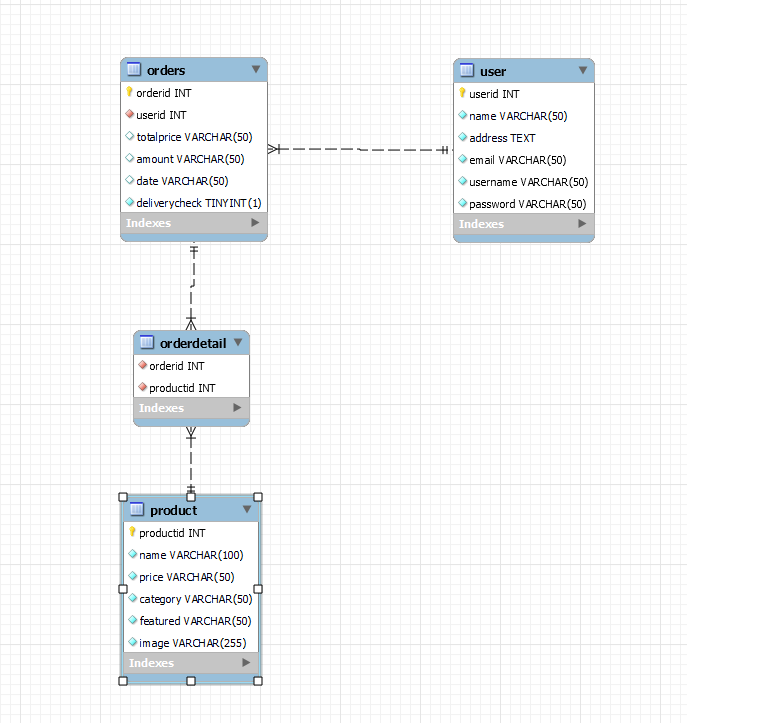 orders
orderid INT
userid INT
totalprice VARCHAR(50)
amount VARCHAR(50)
date VARCHAR(50)
deliverycheck TINYINT(1)
Indexes
user
userid INT
name VARCHAR(50)
address TEXT
email VARCHAR(50)
username VARCHAR(50)
password VARCHAR(50)
Indexes
orderdetail
orderid INT
productid INT
Indexes
product
productid INT
name VARCHAR(100)
price VARCHAR(50)
category VARCHAR(50)
featured VARCHAR(50)
image VARCHAR(255)
Indexes